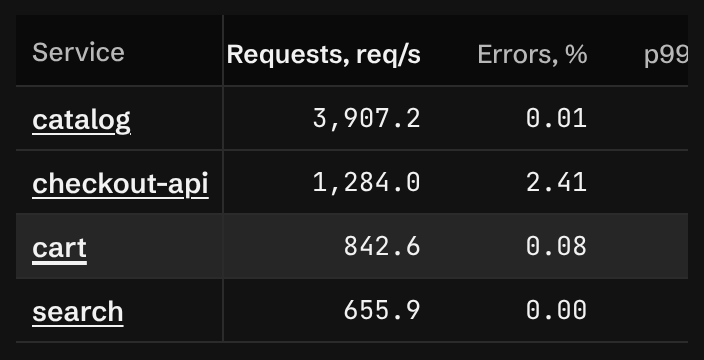 Service Requests, req/s Errors, % p99
catalog 3,907.2 0.01
checkout-api 1,284.0 2.41
cart 842.6 0.08
search 655.9 0.00